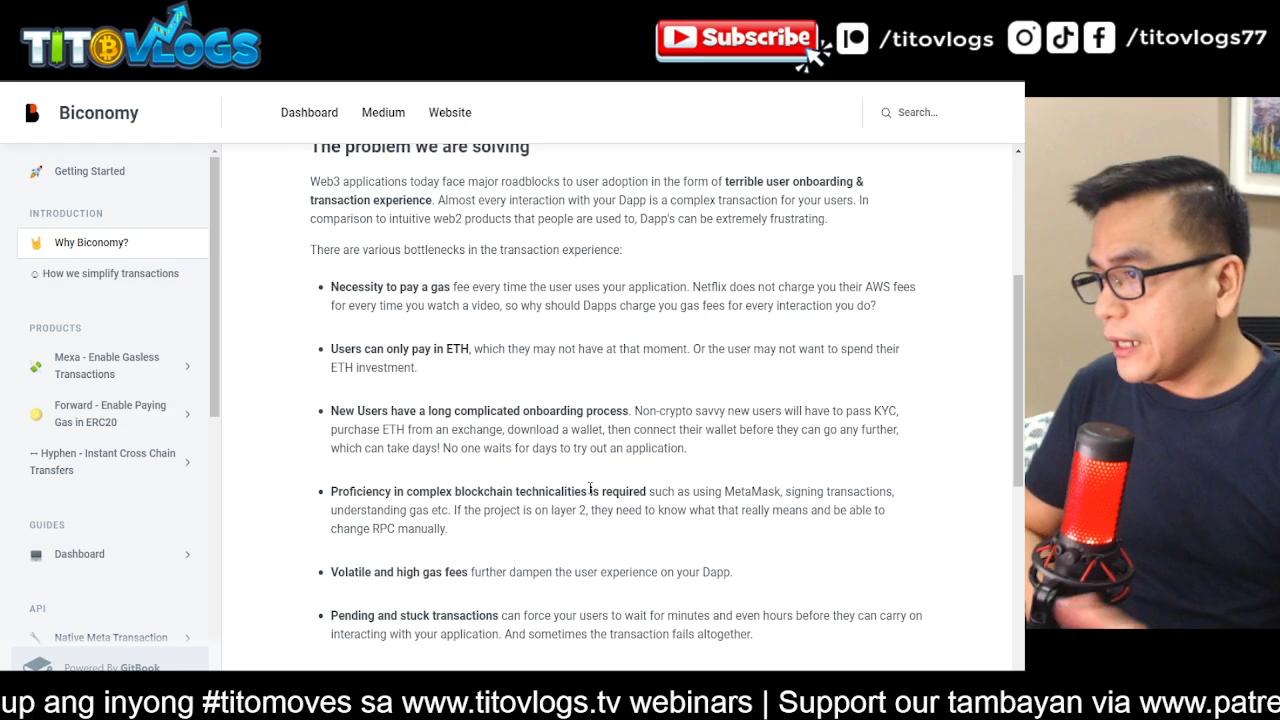 TITOVLOGS
Subscribe
/titovlogs
/titovlogs77
Biconomy
Dashboard
Medium
Website
Search...
Getting Started
INTRODUCTION
Why Biconomy?
How we simplify transactions
PRODUCTS
Mexa - Enable Gasless
Transactions
Forward - Enable Paying
Gas in ERC20
Hyphen - Instant Cross Chain
Transfers
GUIDES
Dashboard
API
Native Meta Transaction
Powered By GitBook
The problem we are solving
Web3 applications today face major roadblocks to user adoption in the form of terrible user onboarding &
transaction experience. Almost every interaction with your Dapp is a complex transaction for your users. In
comparison to intuitive web2 products that people are used to, Dapp's can be extremely frustrating.
There are various bottlenecks in the transaction experience:
• Necessity to pay a gas fee every time the user uses your application. Netflix does not charge you their AWS fees
for every time you watch a video, so why should Dapps charge you gas fees for every interaction you do?
• Users can only pay in ETH, which they may not have at that moment. Or the user may not want to spend their
ETH investment.
• New Users have a long complicated onboarding process. Non-crypto savvy new users will have to pass KYC,
purchase ETH from an exchange, download a wallet, then connect their wallet before they can go any further,
which can take days! No one waits for days to try out an application.
• Proficiency in complex blockchain technicalities is required such as using MetaMask, signing transactions,
understanding gas etc. If the project is on layer 2, they need to know what that really means and be able to
change RPC manually.
• Volatile and high gas fees further dampen the user experience on your Dapp.
• Pending and stuck transactions can force your users to wait for minutes and even hours before they can carry on
interacting with your application. And sometimes the transaction fails altogether.
up ang inyong #titomoves sa www.titovlogs.tv webinars | Support our tambayan via www.patre